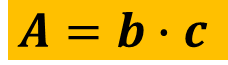 A = b · c